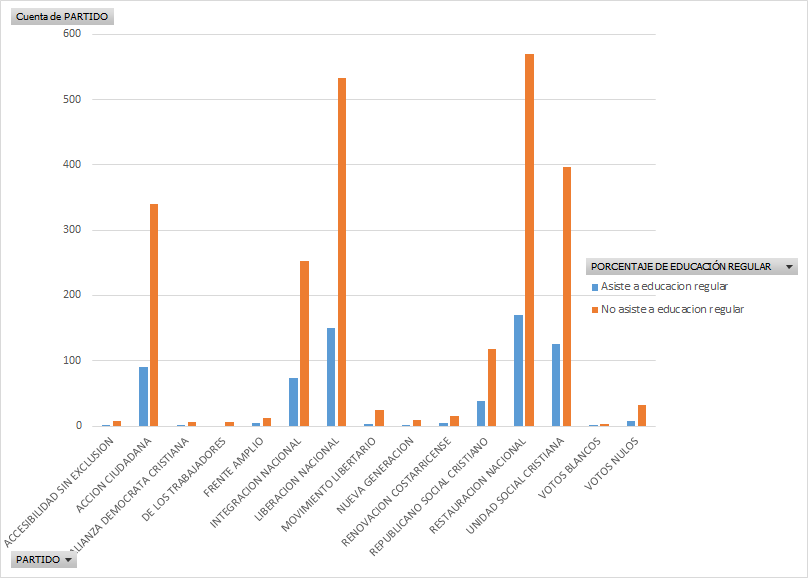 Cuenta de PARTIDO
600
500
400
300
200
100
0
PORCENTAJE DE EDUCACIÓN REGULAR
Asiste a educacion regular
No asiste a educacion regular
ACCESIBILIDAD SIN EXCLUSION
ACCION CIUDADANA
ALIANZA DEMOCRATA CRISTIANA
DE LOS TRABAJADORES
FRENTE AMPLIO
INTEGRACION NACIONAL
LIBERACION NACIONAL
MOVIMIENTO LIBERTARIO
NUEVA GENERACION
RENOVACION COSTARRICENSE
REPUBLICANO SOCIAL CRISTIANO
RESTAURACION NACIONAL
UNIDAD SOCIAL CRISTIANA
VOTOS BLANCOS
VOTOS NULOS
PARTIDO